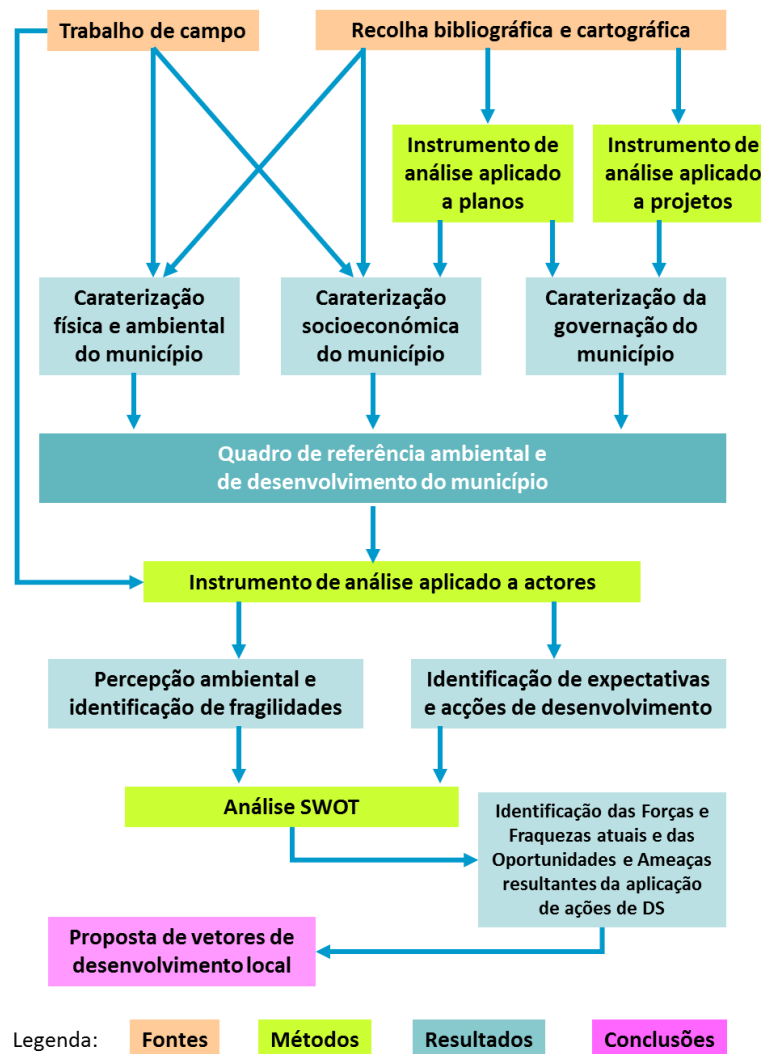 Trabalho de campo
Recolha bibliográfica e cartográfica
Instrumento de
análise aplicado
a planos
Instrumento de
análise aplicado
a projetos
Caraterização
física e ambiental
do município
Caraterização
socioeconómica
do município
Caraterização da
governação do
município
Quadro de referência ambiental e
de desenvolvimento do município
Instrumento de análise aplicado a actores
Percepção ambiental e
identificação de fragilidades
Identificação de expectativas
e acções de desenvolvimento
Análise SWOT
Identificação das Forças e
Fraquezas atuais e das
Oportunidades e Ameaças
resultantes da aplicação
de ações de DS
Proposta de vetores de
desenvolvimento local
Legenda: Fontes Métodos Resultados Conclusões